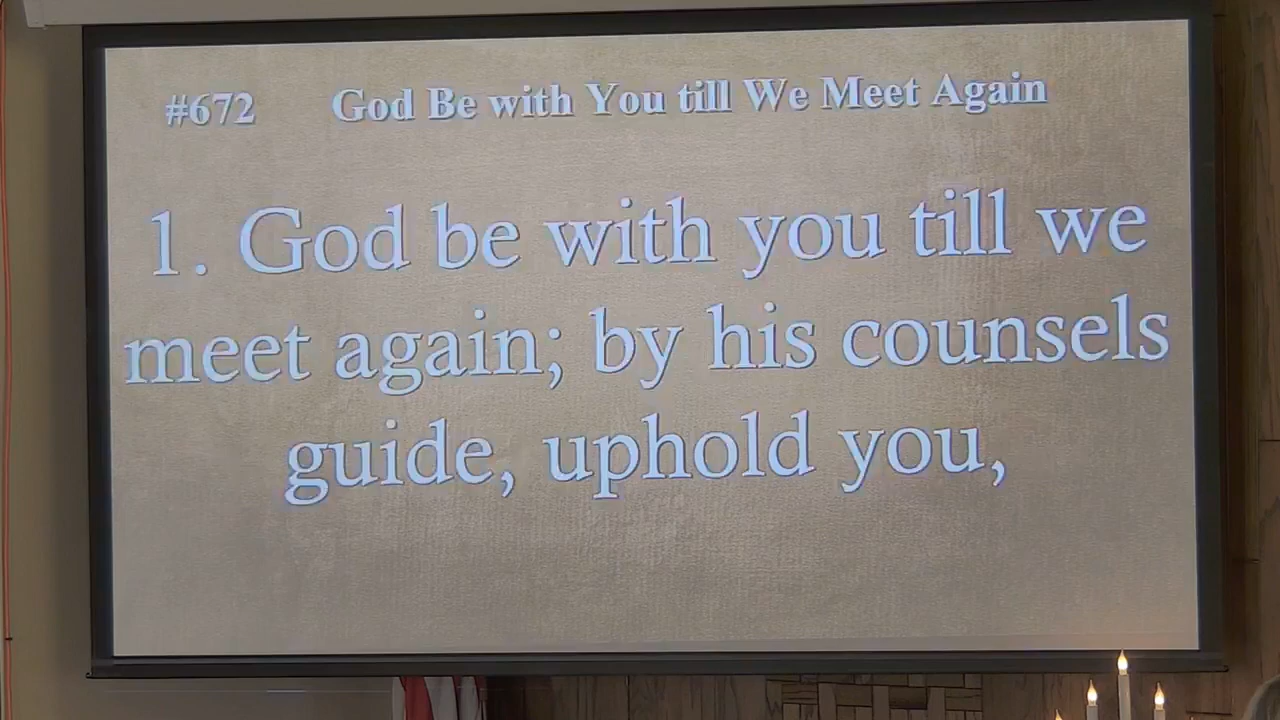 #672 God Be with You till We Meet Again
1. God be with you till we
meet again; by his counsels
guide, uphold you,